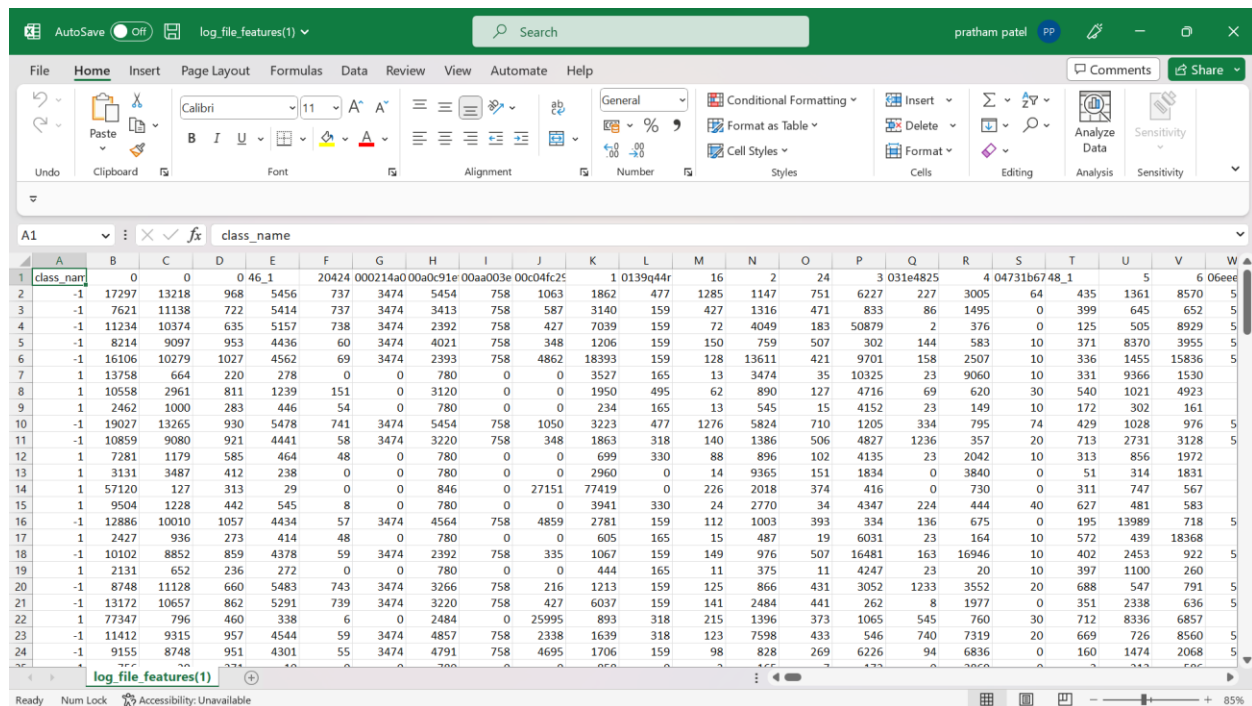 AutoSave Off log_file_features(1) Search pratham patel PP
File Home Insert Page Layout Formulas Data Review View Automate Help Comments Share
Paste Calibri 11 A A B I U A ab General % 9 .00 .00 Conditional Formatting Format as Table Cell Styles Insert Delete Format Analyze Data Sensitivity
Undo Clipboard Font Alignment Number Styles Cells Editing Analysis Sensitivity
A1 fx class_name
A B C D E F G H I J K L M N O P Q R S T U V W
1 class_nam 0 0 0 46_1 20424 000214a0 00a0c91e 00aa003e 00c04fc29 1 0139q44r 16 2 24 3 031e4825 4 04731b67 48_1 5 6 06eee
2 -1 17297 13218 968 5456 737 3474 5454 758 1063 1862 477 1285 1147 751 6227 227 3005 64 435 1361 8570 5
3 -1 7621 11138 722 5414 737 3474 3413 758 587 3140 159 427 1316 471 833 86 1495 0 399 645 652 5
4 -1 11234 10374 635 5157 738 3474 2392 758 427 7039 159 72 4049 183 50879 2 376 0 125 505 8929 5
5 -1 8214 9097 953 4436 60 3474 4021 758 348 1206 159 150 759 507 302 144 583 10 371 8370 3955 5
6 -1 16106 10279 1027 4562 69 3474 2393 758 4862 18393 159 128 13611 421 9701 158 2507 10 336 1455 15836 5
7 1 13758 664 220 278 0 0 780 0 0 3527 165 13 3474 35 10325 23 9060 10 331 9366 1530
8 1 10558 2961 811 1239 151 0 3120 0 0 1950 495 62 890 127 4716 69 620 30 540 1021 4923
9 1 2462 1000 283 446 54 0 780 0 0 234 165 13 545 15 4152 23 149 10 172 302 161
10 -1 19027 13265 930 5478 741 3474 5454 758 1050 3223 477 1276 5824 710 1205 334 795 74 429 1028 976 5
11 -1 10859 9080 921 4441 58 3474 3220 758 348 1863 318 140 1386 506 4827 1236 357 20 713 2731 3128 5
12 1 7281 1179 585 464 48 0 780 0 0 699 330 88 896 102 4135 23 2042 10 313 856 1972
13 1 3131 3487 412 238 0 0 780 0 0 2960 0 14 9365 151 1834 0 3840 0 51 314 1831
14 1 57120 127 313 29 0 0 846 0 27151 77419 0 226 2018 374 416 0 730 0 311 747 567
15 1 9504 1228 442 545 8 0 780 0 0 3941 330 24 2770 34 4347 224 444 40 627 481 583
16 -1 12886 10010 1057 4434 57 3474 4564 758 4859 2781 159 112 1003 393 334 136 675 0 195 13989 718 5
17 1 2427 936 273 414 48 0 780 0 0 605 165 15 487 19 6031 23 164 10 572 439 18368
18 -1 10102 8852 859 4378 59 3474 2392 758 335 1067 159 149 976 507 16481 163 16946 10 402 2453 922 5
19 1 2131 652 236 272 0 0 780 0 0 444 165 11 375 11 4247 23 20 10 397 1100 260
20 -1 8748 11128 660 5483 743 3474 3266 758 216 1213 159 125 866 431 3052 1233 3552 20 688 547 791 5
21 -1 13172 10657 862 5291 739 3474 3220 758 427 6037 159 141 2484 441 262 8 1977 0 351 2338 636 5
22 1 77347 796 460 338 6 0 2484 0 25995 893 318 215 1396 373 1065 545 760 30 712 8336 6857
23 -1 11412 9315 957 4544 59 3474 4857 758 2338 1639 318 123 7598 433 546 740 7319 20 669 726 8560 5
24 -1 9155 8748 951 4301 55 3474 4791 758 4695 1706 159 98 828 269 6226 94 6836 0 160 1474 2068 5
log_file_features(1)
Ready Num Lock Accessibility: Unavailable 85%